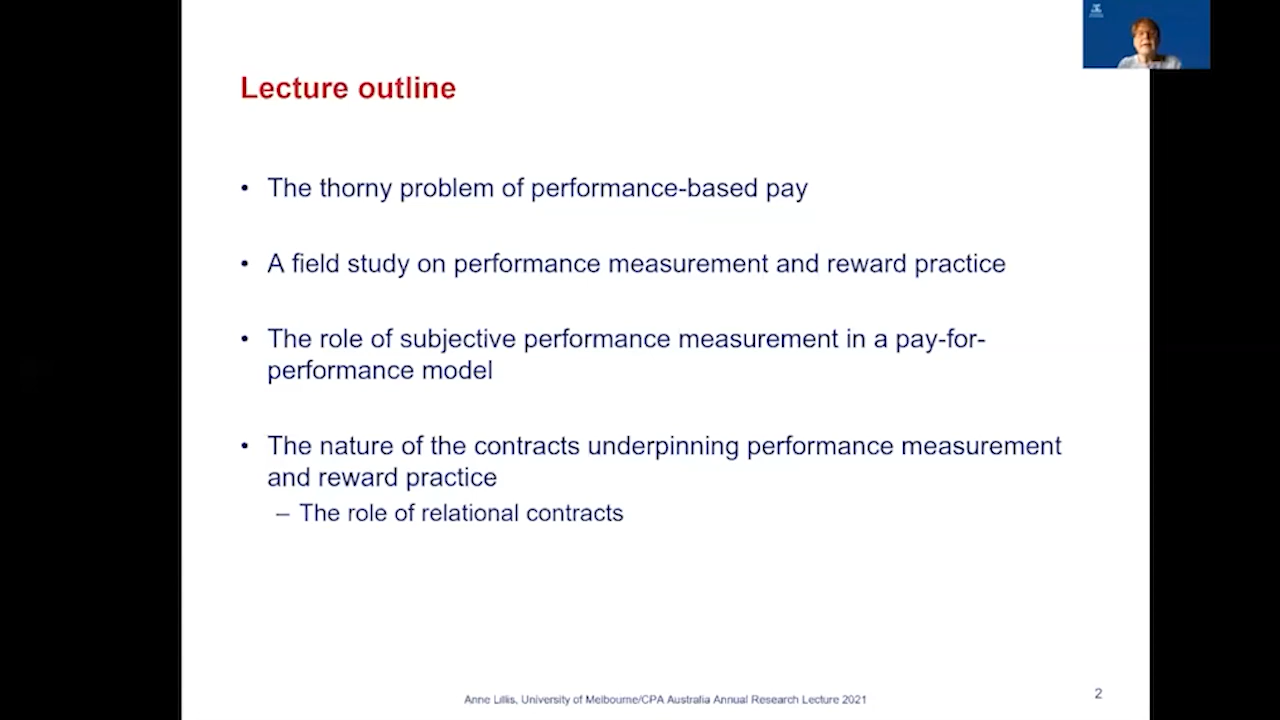 Lecture outline
• The thorny problem of performance-based pay
• A field study on performance measurement and reward practice
• The role of subjective performance measurement in a pay-for-
performance model
• The nature of the contracts underpinning performance measurement
and reward practice
– The role of relational contracts
Anne Lillis, University of Melbourne/CPA Australia Annual Research Lecture 2021
2